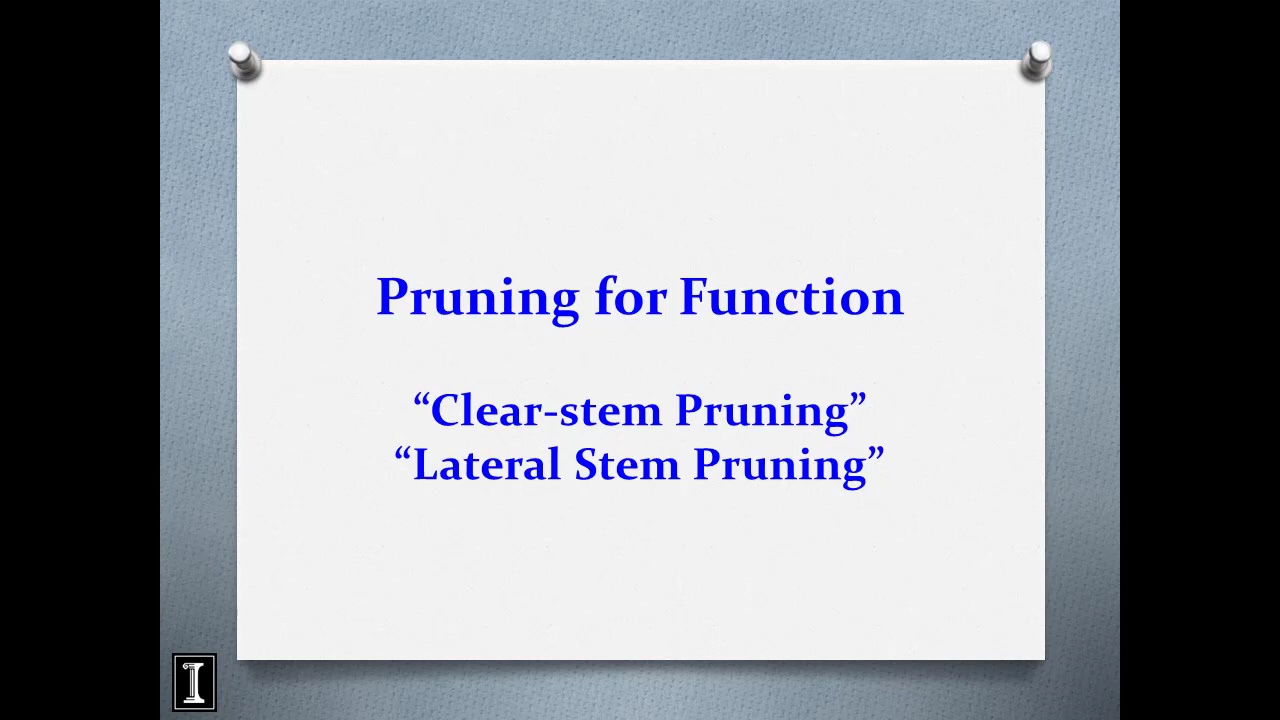 Pruning for Function
“Clear-stem Pruning”
“Lateral Stem Pruning”
I